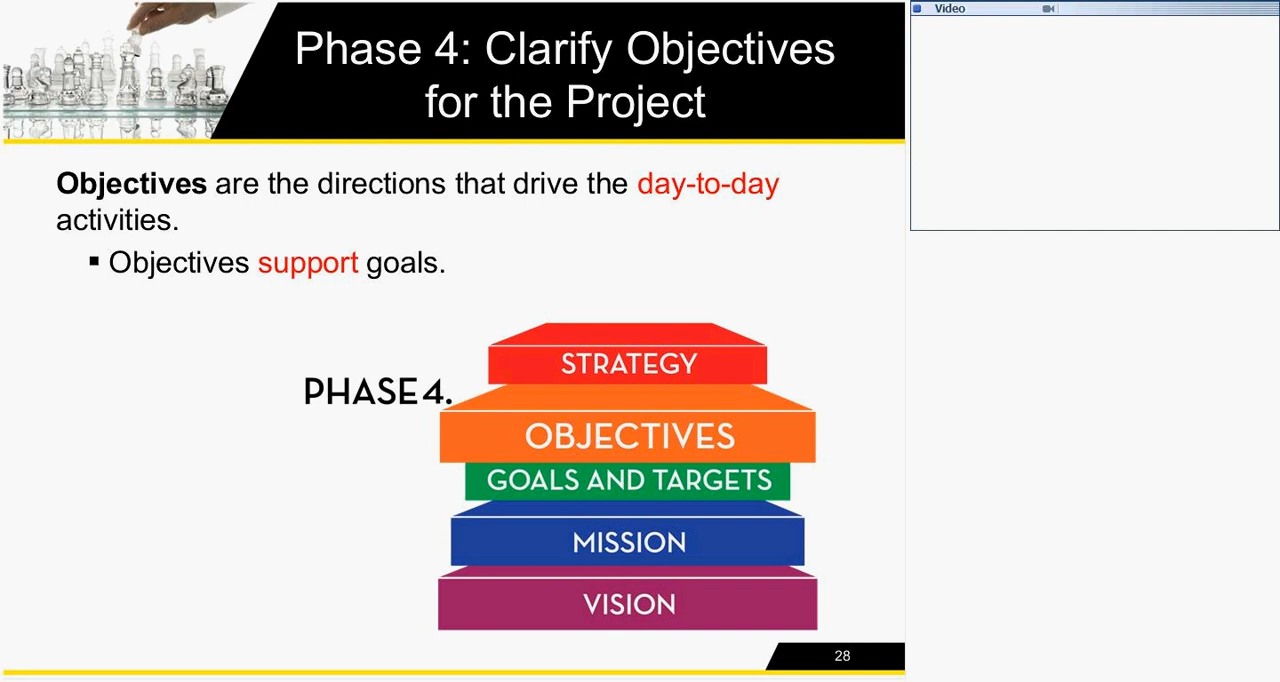 Phase 4: Clarify Objectives
for the Project
Video
Objectives are the directions that drive the day-to-day
activities.
▪ Objectives support goals.
STRATEGY
PHASE 4.
OBJECTIVES
GOALS AND TARGETS
MISSION
VISION
28